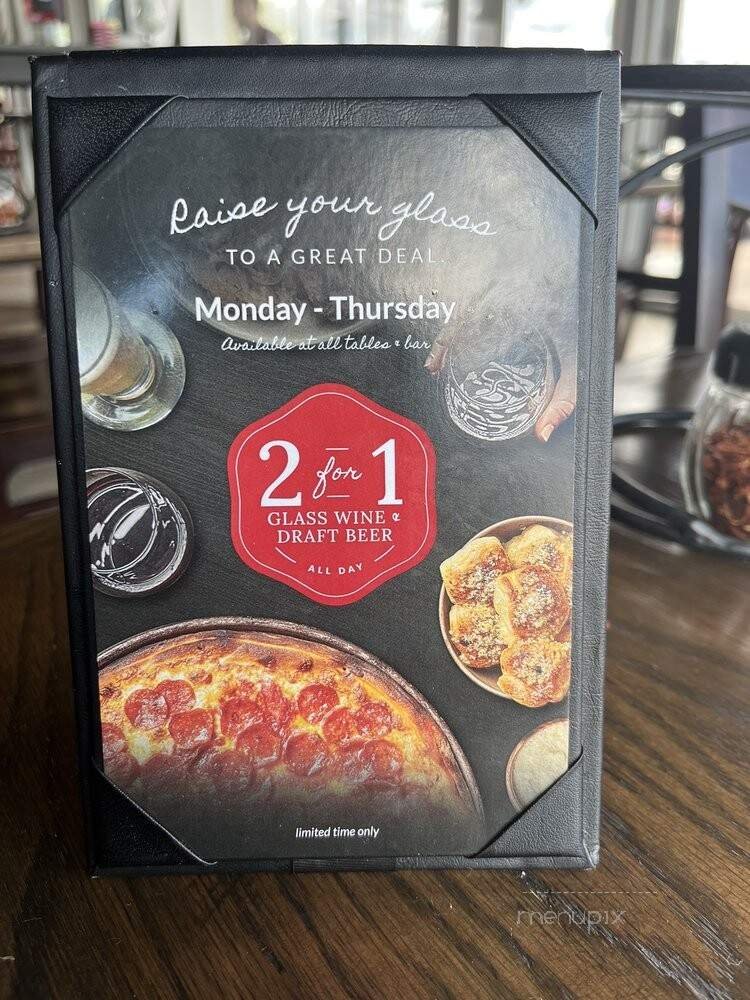 Raise your glass
TO A GREAT DEAL.
Monday - Thursday
Available at all tables & bar
2 for 1
GLASS WINE &
DRAFT BEER
ALL DAY
limited time only
menupix